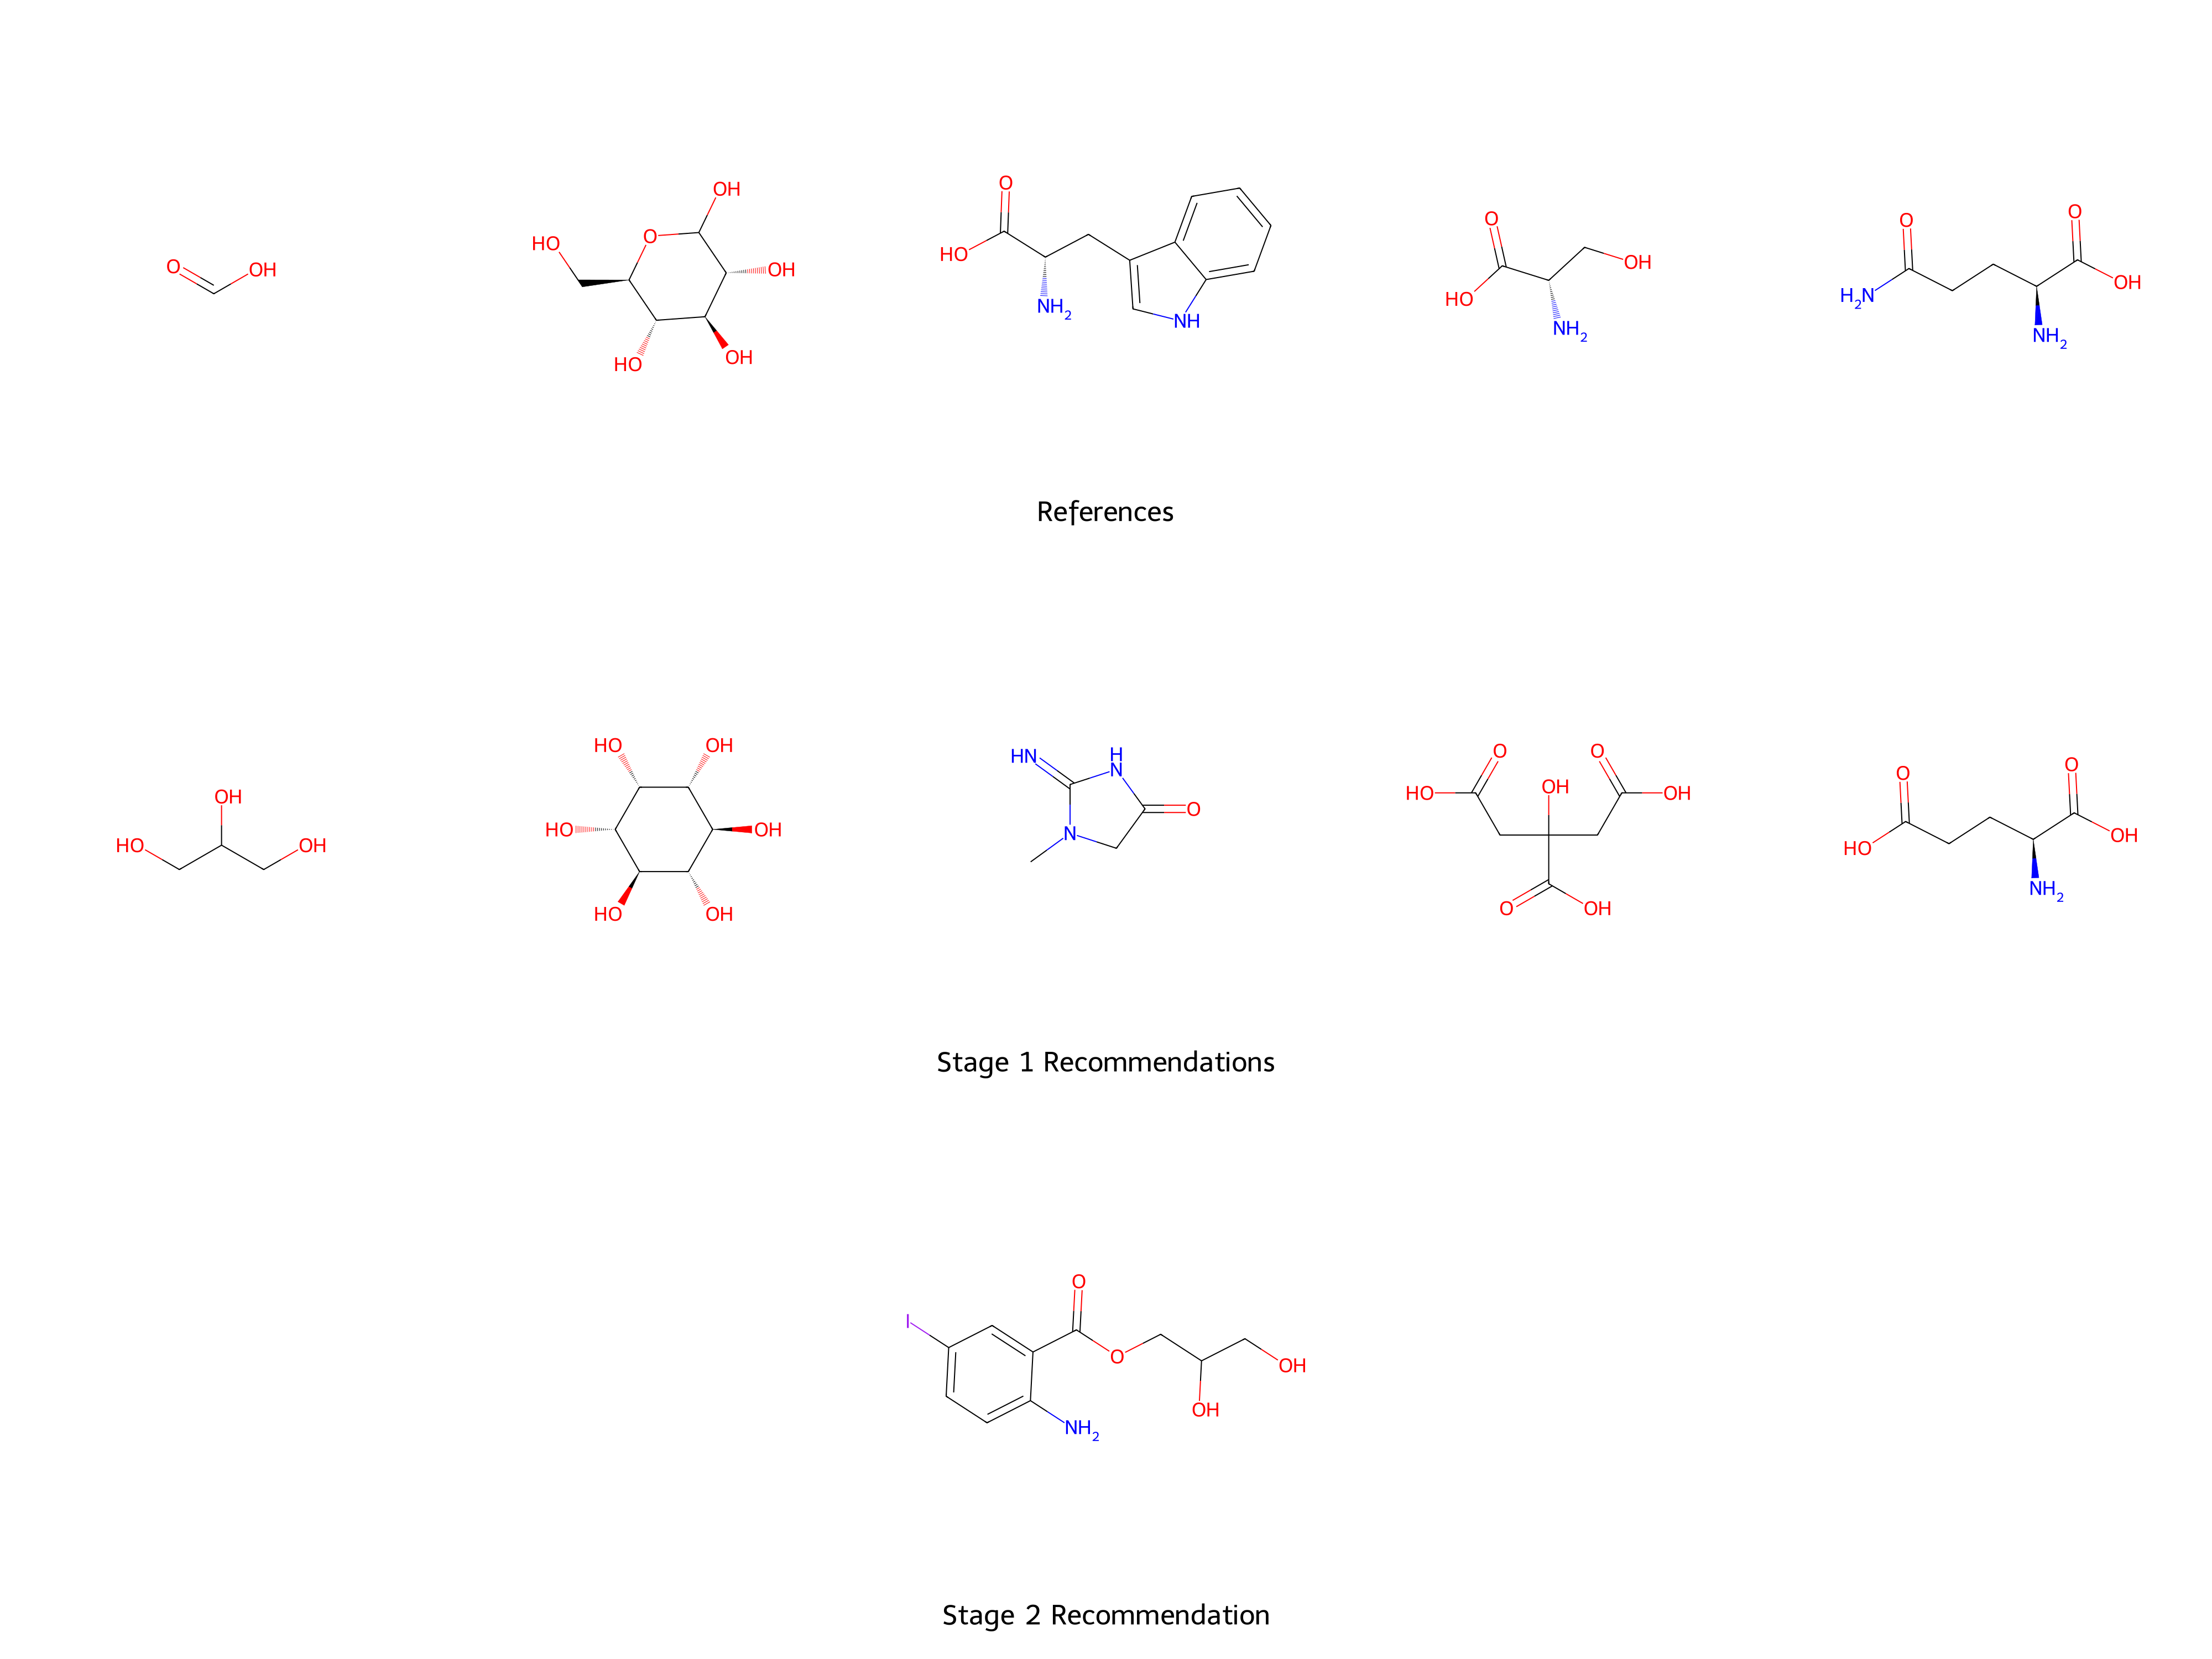 O OH
HO O OH OH OH HO
O HO NH2 NH
O HO OH NH2
O H2N O OH NH2
References
HO OH OH
HO OH HO OH HO OH
HN H N O N
HO O OH O OH O OH
O HO O OH NH2
Stage 1 Recommendations
I O O OH OH NH2
Stage 2 Recommendation